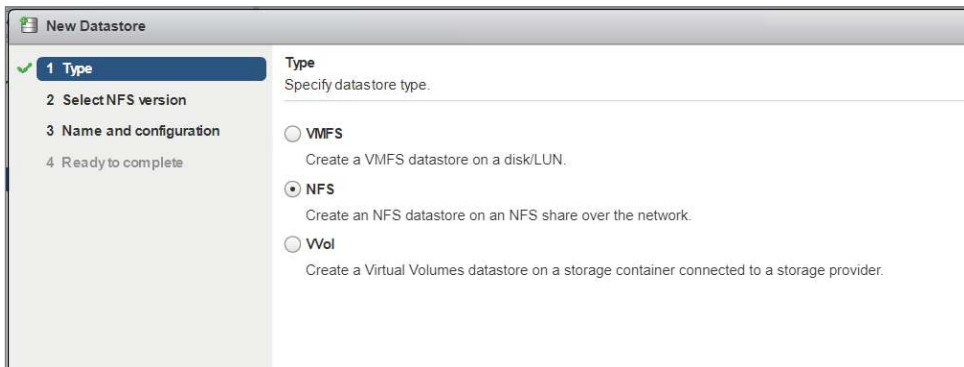 New Datastore
1 Type
2 Select NFS version
3 Name and configuration
4 Ready to complete
Type
Specify datastore type.
VMFS
Create a VMFS datastore on a disk/LUN.
NFS
Create an NFS datastore on an NFS share over the network.
VVol
Create a Virtual Volumes datastore on a storage container connected to a storage provider.